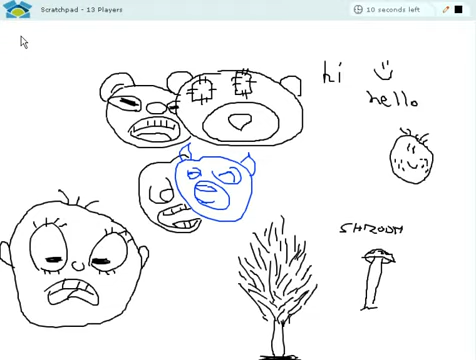 Scratchpad - 13 Players
10 seconds left
hi
hello
SHROOM